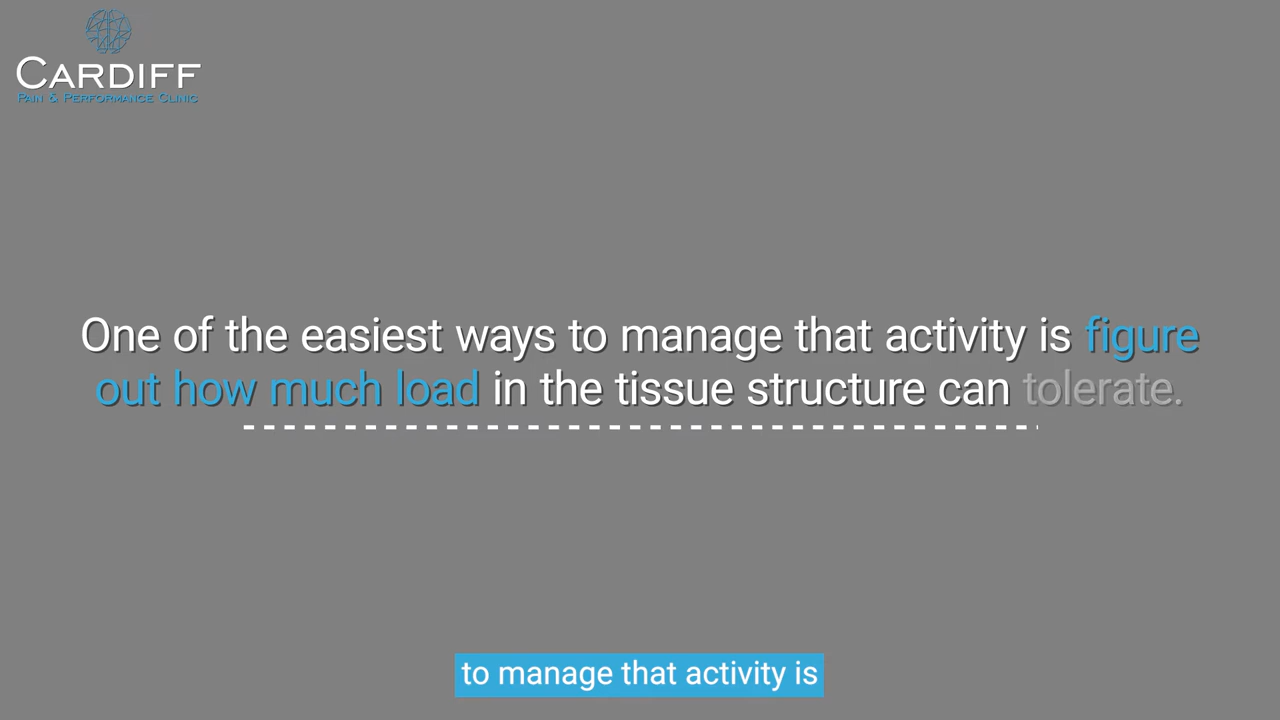 CARDIFF
PAIN & PERFORMANCE CLINIC
One of the easiest ways to manage that activity is figure
out how much load in the tissue structure can tolerate.
to manage that activity is